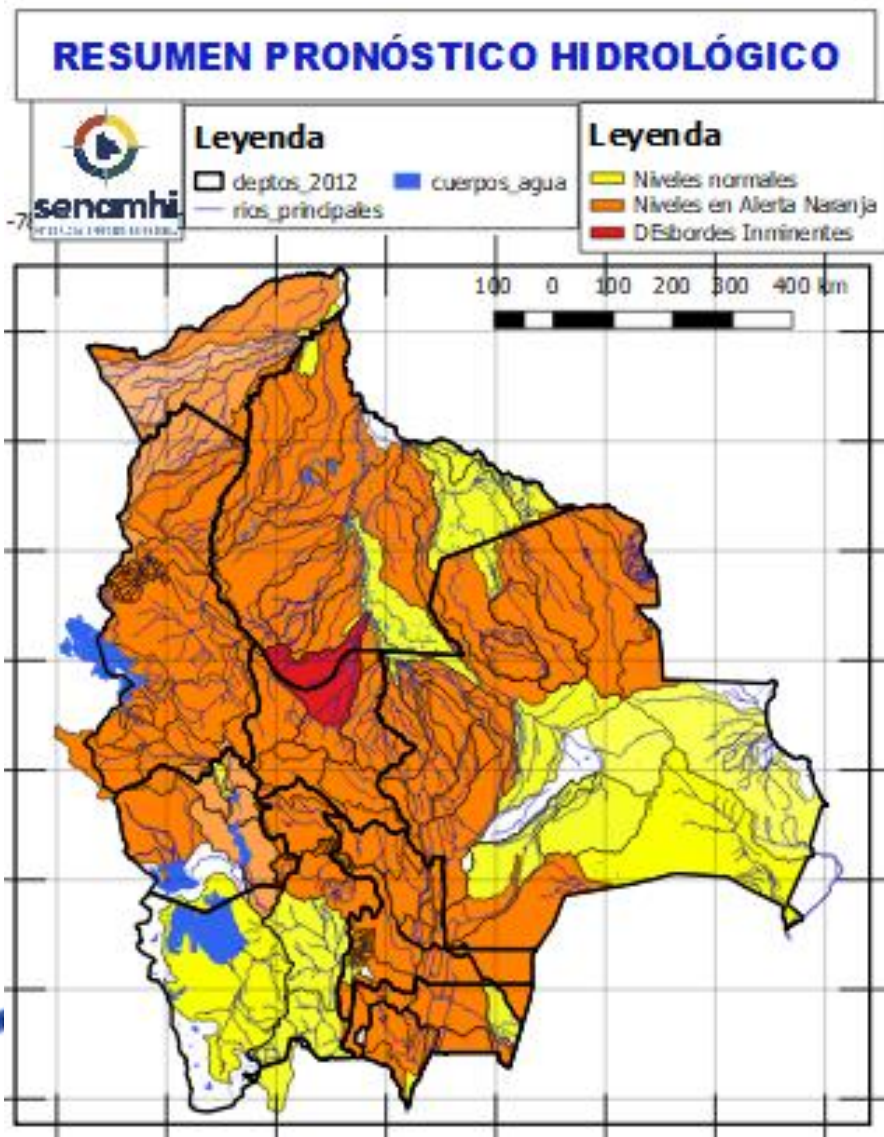 RESUMEN PRONÓSTICO HIDROLÓGICO
senamhi
Leyenda
deptos_2012
cuerpos_agua
rios_principales
Leyenda
Niveles normales
Niveles en Alerta Naranja
DEsbordes Inminentes
100 0 100 200 300 400 km